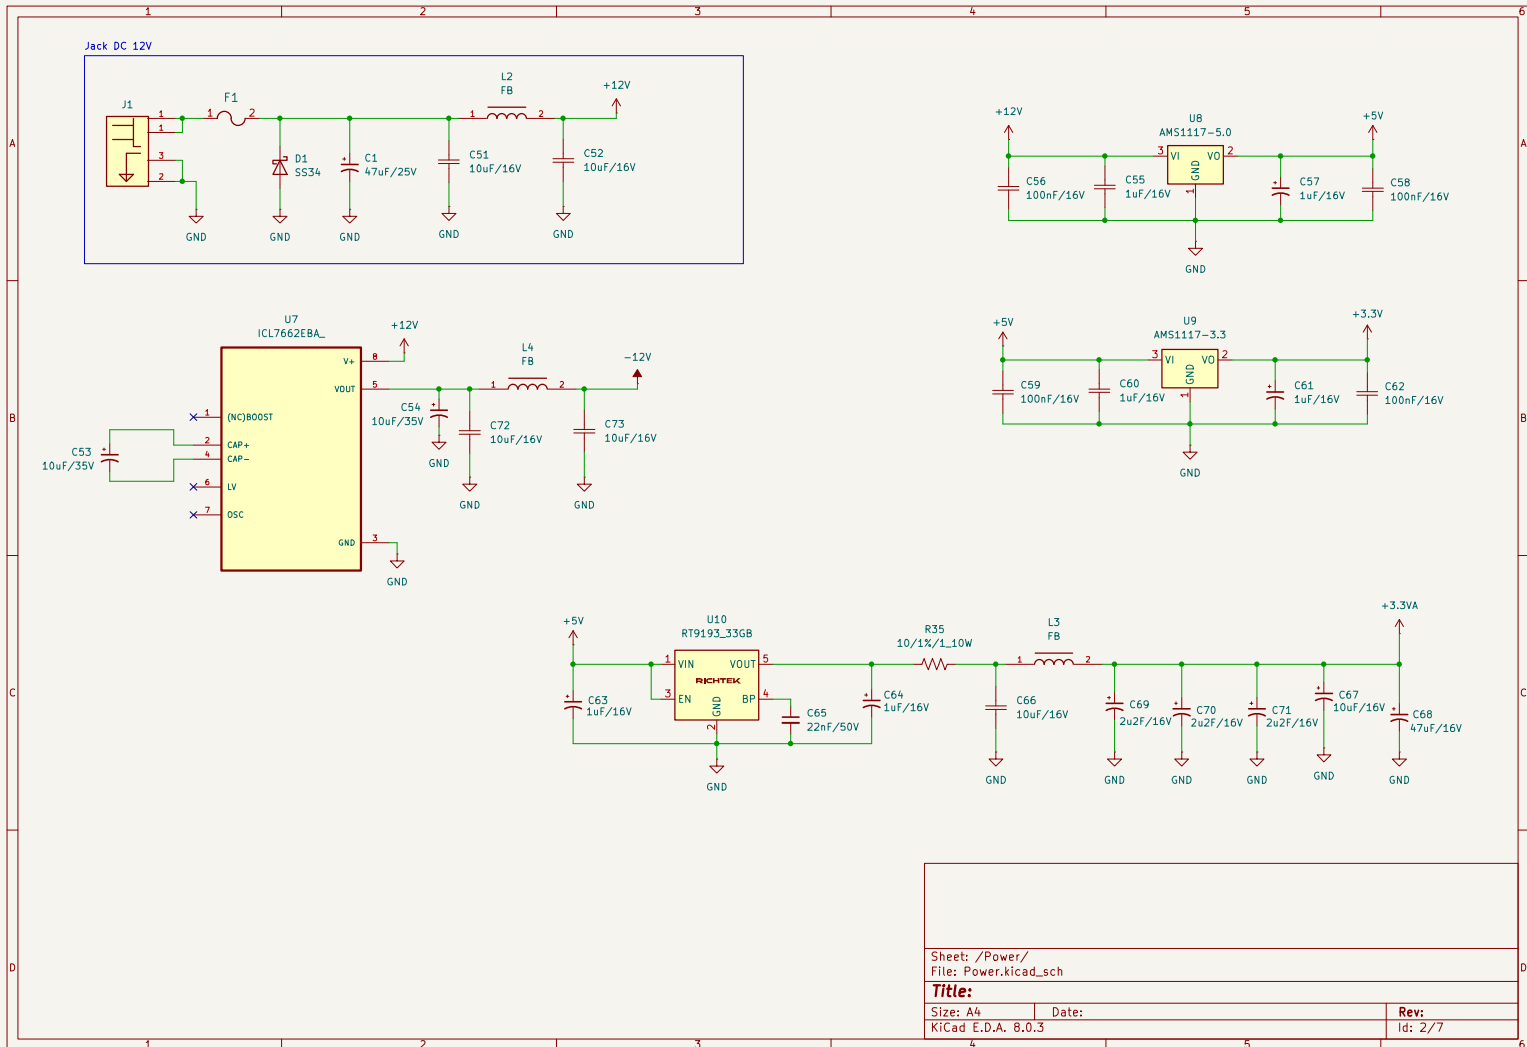 1 2 3 4 5 6
A
B
C
D
Jack DC 12V
J1
1
1
3
2
F1
1 2
GND
D1
SS34
GND
C1
47uF/25V
GND
C51
10uF/16V
GND
L2
FB
1 2
C52
10uF/16V
GND
+12V
+12V
U8
AMS1117-5.0
3 VI VO 2
GND
1
+5V
C56
100nF/16V
C55
1uF/16V
C57
1uF/16V
C58
100nF/16V
GND
U7
ICL7662EBA_
V+ 8
VOUT 5
1 (NC)BOOST
2 CAP+
4 CAP-
6 LV
7 OSC
GND 3
C53
10uF/35V
+12V
GND
C54
10uF/35V
GND
C72
10uF/16V
GND
L4
FB
1 2
C73
10uF/16V
GND
-12V
+5V
U9
AMS1117-3.3
3 VI VO 2
GND
1
+3.3V
C59
100nF/16V
C60
1uF/16V
C61
1uF/16V
C62
100nF/16V
GND
+5V
U10
RT9193_33GB
1 VIN VOUT 5
RICHTEK
3 EN BP 4
GND
2
C63
1uF/16V
C65
22nF/50V
C64
1uF/16V
GND
R35
10/1%/1_10W
L3
FB
1 2
C66
10uF/16V
GND
C69
2u2F/16V
GND
C70
2u2F/16V
GND
C71
2u2F/16V
GND
C67
10uF/16V
GND
C68
47uF/16V
GND
+3.3VA
Sheet: /Power/
File: Power.kicad_sch
Title:
Size: A4 Date: Rev:
KiCad E.D.A. 8.0.3 Id: 2/7
A
B
C
D
1 2 3 4 5 6